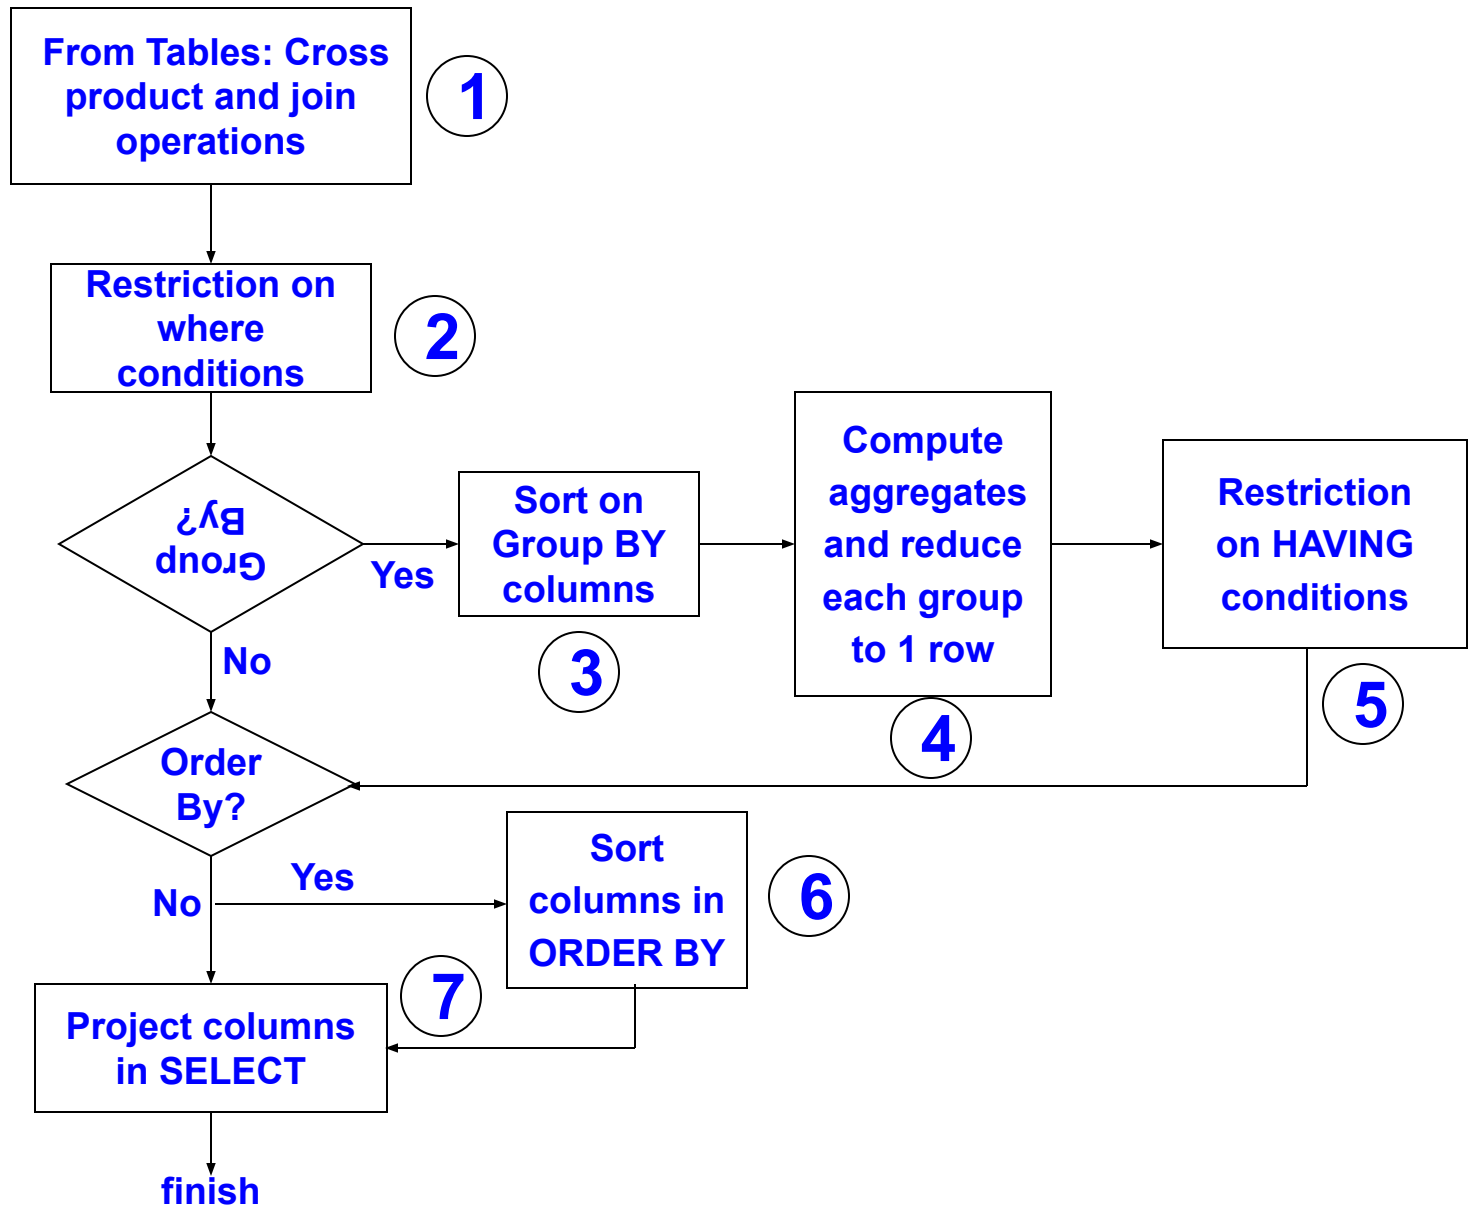 From Tables: Cross
product and join
operations
1
Restriction on
where
conditions
2
Group
By?
Yes
No
Sort on
Group BY
columns
3
Compute
aggregates
and reduce
each group
to 1 row
4
Restriction
on HAVING
conditions
5
Order
By?
Yes
No
Sort
columns in
ORDER BY
6
7
Project columns
in SELECT
finish